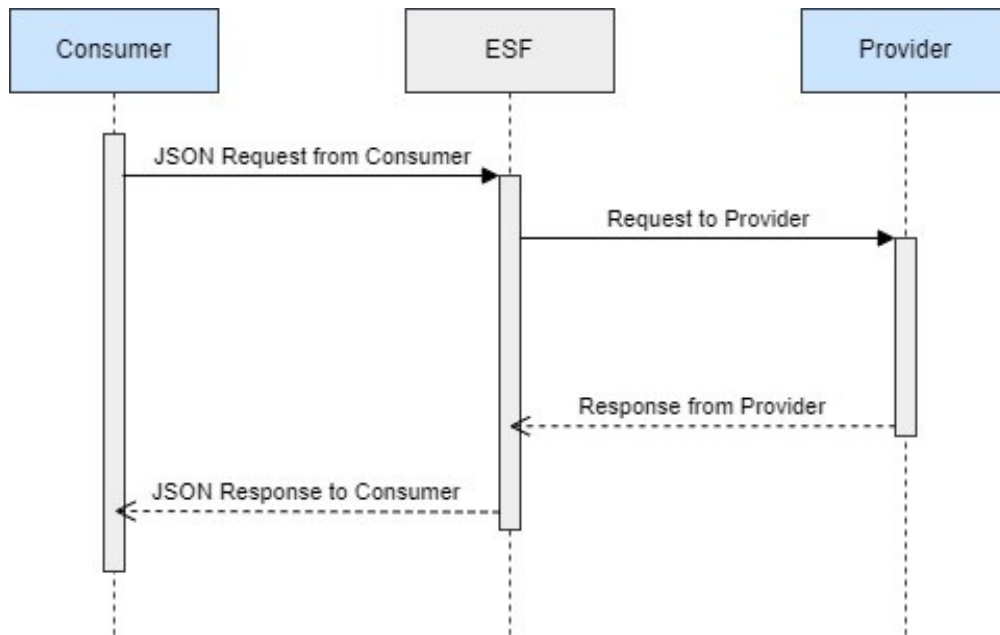 Consumer
ESF
Provider
JSON Request from Consumer
Request to Provider
Response from Provider
JSON Response to Consumer